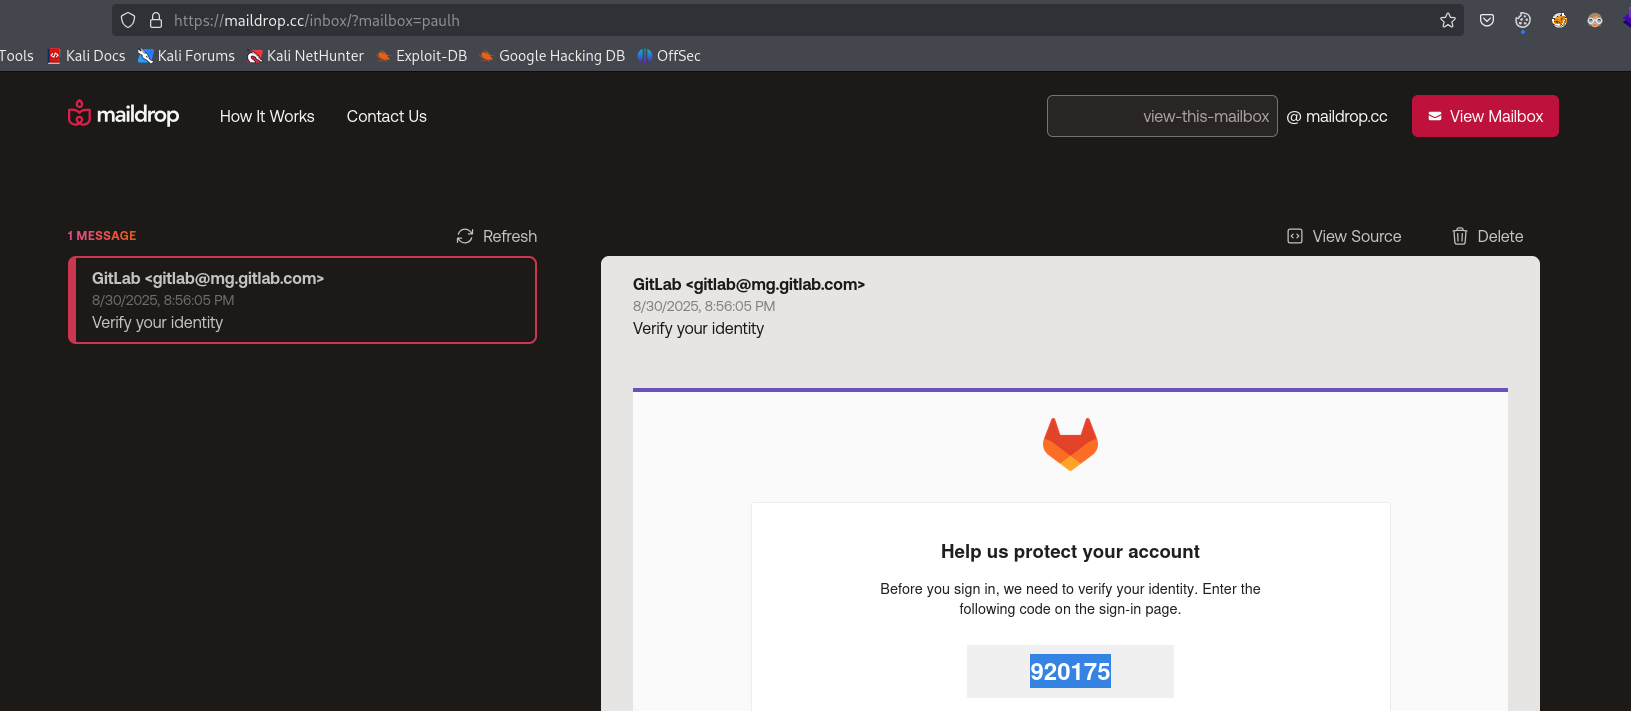 https://maildrop.cc/inbox/?mailbox=paulh
Tools Kali Docs Kali Forums Kali NetHunter Exploit-DB Google Hacking DB OffSec
maildrop How It Works Contact Us view-this-mailbox @ maildrop.cc View Mailbox
1 MESSAGE Refresh View Source Delete
GitLab <gitlab@mg.gitlab.com>
8/30/2025, 8:56:05 PM
Verify your identity
GitLab <gitlab@mg.gitlab.com>
8/30/2025, 8:56:05 PM
Verify your identity
Help us protect your account
Before you sign in, we need to verify your identity. Enter the
following code on the sign-in page.
920175